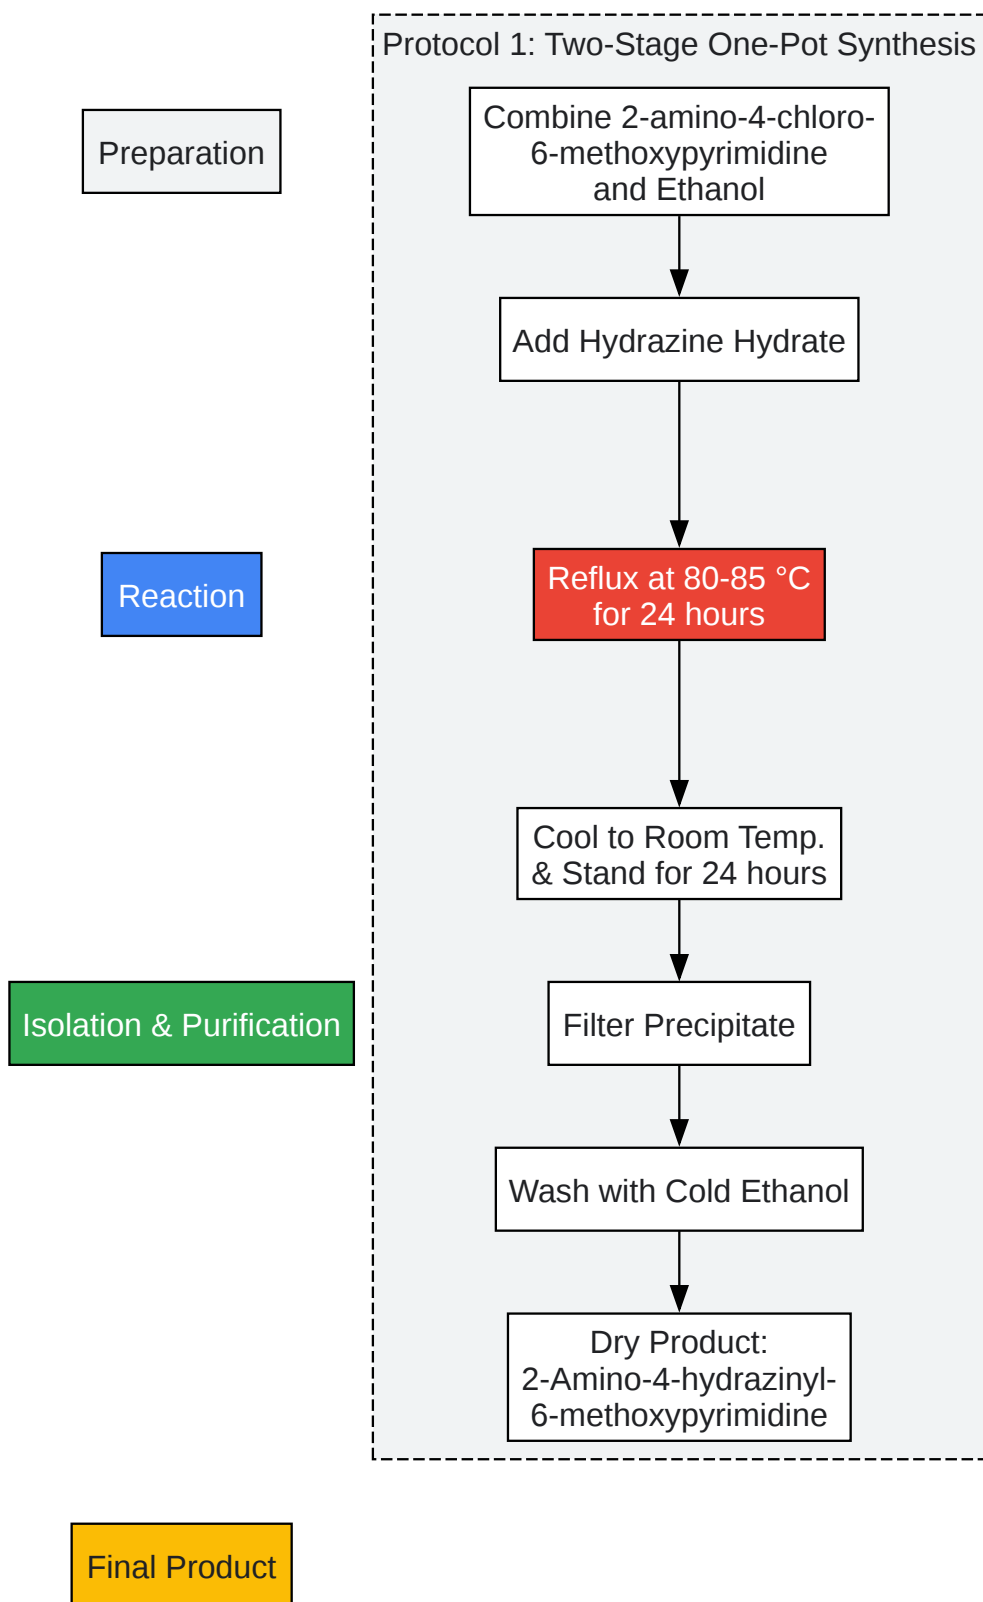 Protocol 1: Two-Stage One-Pot Synthesis
Preparation
Combine 2-amino-4-chloro-
6-methoxypyrimidine
and Ethanol
Add Hydrazine Hydrate
Reaction
Reflux at 80-85 °C
for 24 hours
Cool to Room Temp.
& Stand for 24 hours
Isolation & Purification
Filter Precipitate
Wash with Cold Ethanol
Dry Product:
2-Amino-4-hydrazinyl-
6-methoxypyrimidine
Final Product